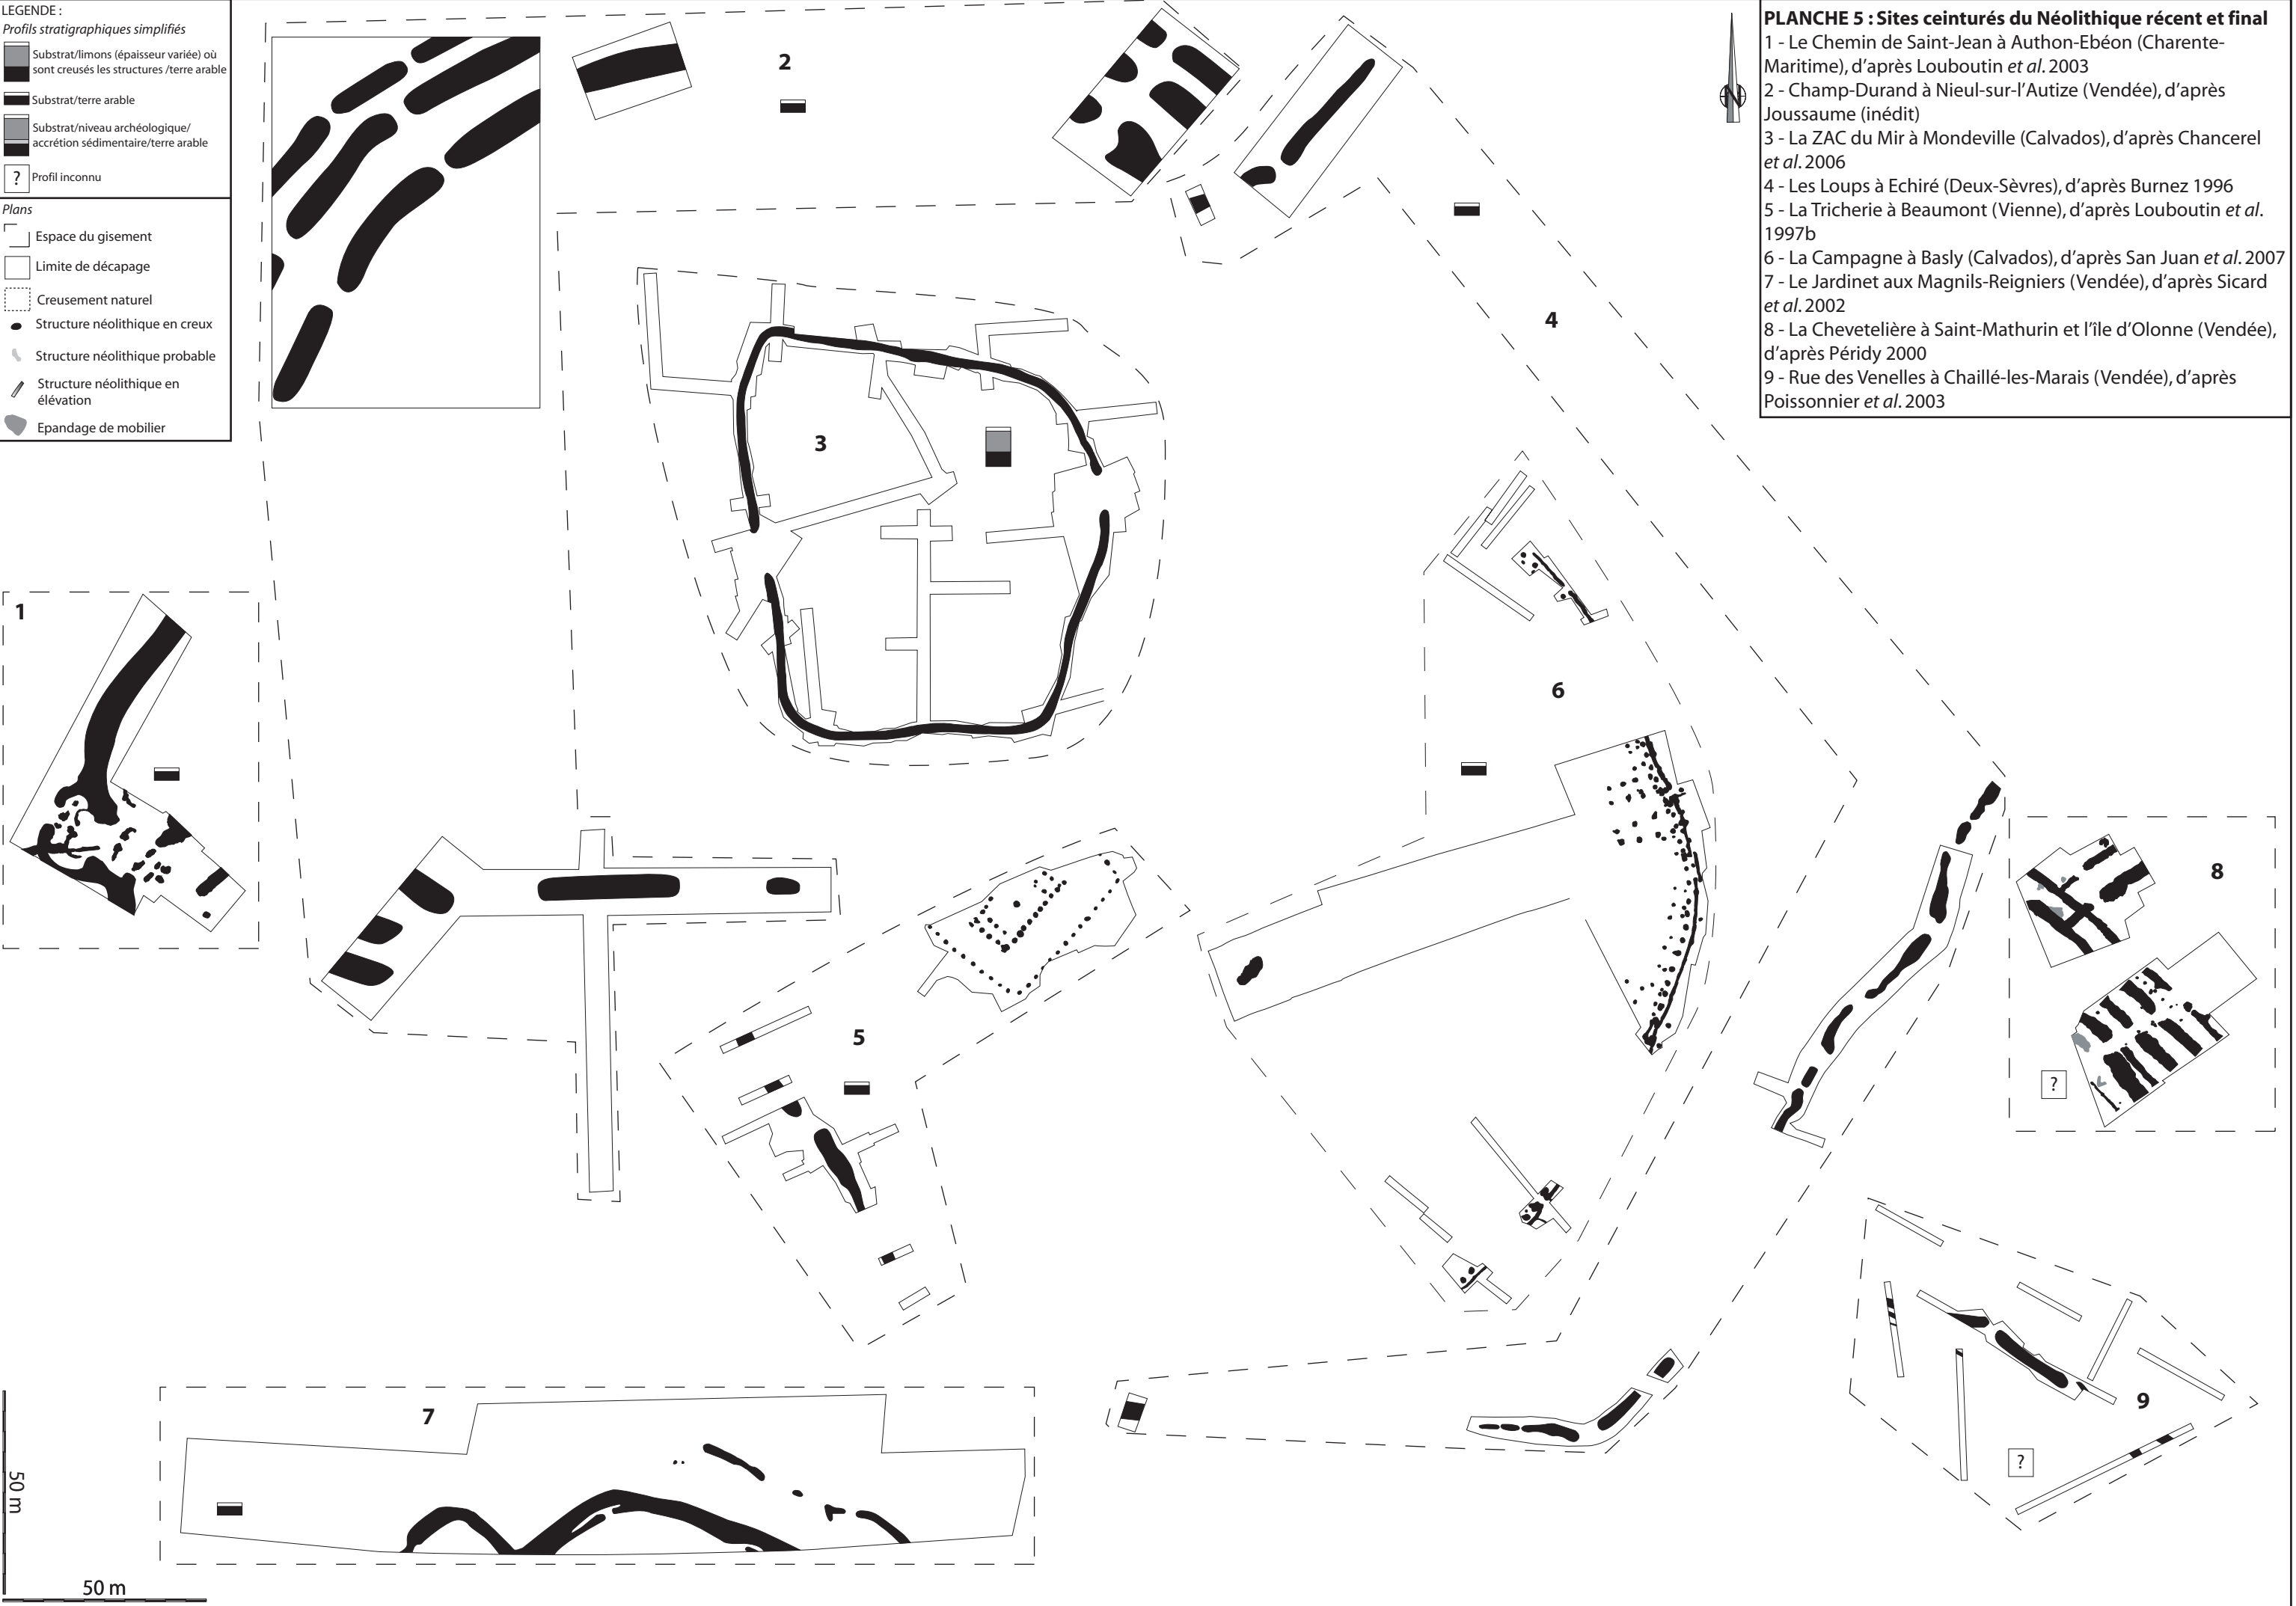 LEGENDE :
Profils stratigraphiques simplifiés
Substrat/limons (épaisseur variée) où
sont creusés les structures /terre arable
Substrat/terre arable
Substrat/niveau archéologique/
accrétion sédimentaire/terre arable
?
Profil inconnu
Plans
Espace du gisement
Limite de décapage
Creusement naturel
Structure néolithique en creux
Structure néolithique probable
Structure néolithique en
élévation
Epandage de mobilier
PLANCHE 5 : Sites ceinturés du Néolithique récent et final
1 - Le Chemin de Saint-Jean à Authon-Ebéon (Charente-
Maritime), d'après Louboutin et al. 2003
2 - Champ-Durand à Nieul-sur-l'Autize (Vendée), d'après
Joussaume (inédit)
3 - La ZAC du Mir à Mondeville (Calvados), d'après Chancerel
et al. 2006
4 - Les Loups à Echiré (Deux-Sèvres), d'après Burnez 1996
5 - La Tricherie à Beaumont (Vienne), d'après Louboutin et al.
1997b
6 - La Campagne à Basly (Calvados), d'après San Juan et al. 2007
7 - Le Jardinet aux Magnils-Reigniers (Vendée), d'après Sicard
et al. 2002
8 - La Chevetelière à Saint-Mathurin et l'île d'Olonne (Vendée),
d'après Péridy 2000
9 - Rue des Venelles à Chaillé-les-Marais (Vendée), d'après
Poissonnier et al. 2003
2
4
3
1
6
8
5
?
7
9
?
50 m
50 m